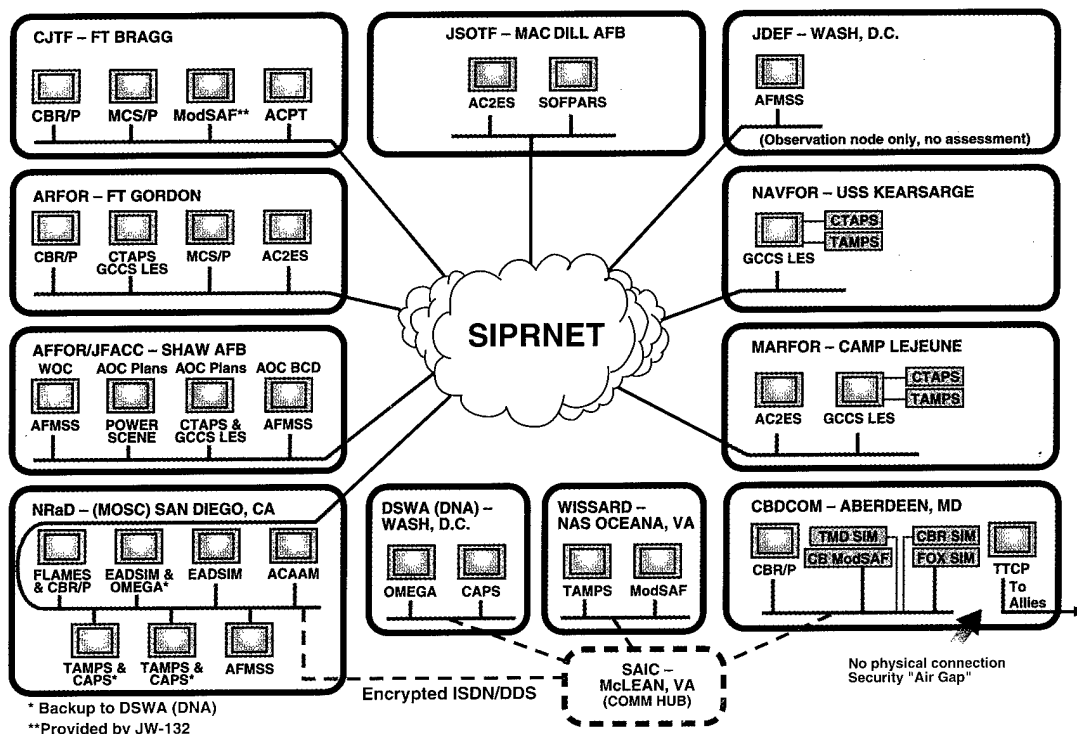 CJTF – FT BRAGG
CBR/P MCS/P ModSAF** ACPT
JSOTF – MAC DILL AFB
AC2ES SOFPARS
JDEF – WASH, D.C.
AFMSS
(Observation node only, no assessment)
ARFOR – FT GORDON
CBR/P CTAPS GCCS LES MCS/P AC2ES
NAVFOR – USS KEARSARGE
CTAPS
TAMPS
GCCS LES
SIPRNET
AFFOR/JFACC – SHAW AFB
WOC AOC Plans AOC Plans AOC BCD
AFMSS POWER SCENE CTAPS & GCCS LES AFMSS
MARFOR – CAMP LEJEUNE
CTAPS
TAMPS
AC2ES GCCS LES
NRaD – (MOSC) SAN DIEGO, CA
FLAMES & CBR/P EADSIM & OMEGA* EADSIM ACAAM
TAMPS & CAPS* TAMPS & CAPS* AFMSS
DSWA (DNA) –
WASH, D.C.
OMEGA CAPS
WISSARD –
NAS OCEANA, VA
TAMPS ModSAF
CBDCOM – ABERDEEN, MD
TMD SIM CBR SIM
CB ModSAF FOX SIM
CBR/P TTCP
To
Allies
SAIC –
McLEAN, VA
(COMM HUB)
Encrypted ISDN/DDS
No physical connection
Security "Air Gap"
* Backup to DSWA (DNA)
**Provided by JW-132